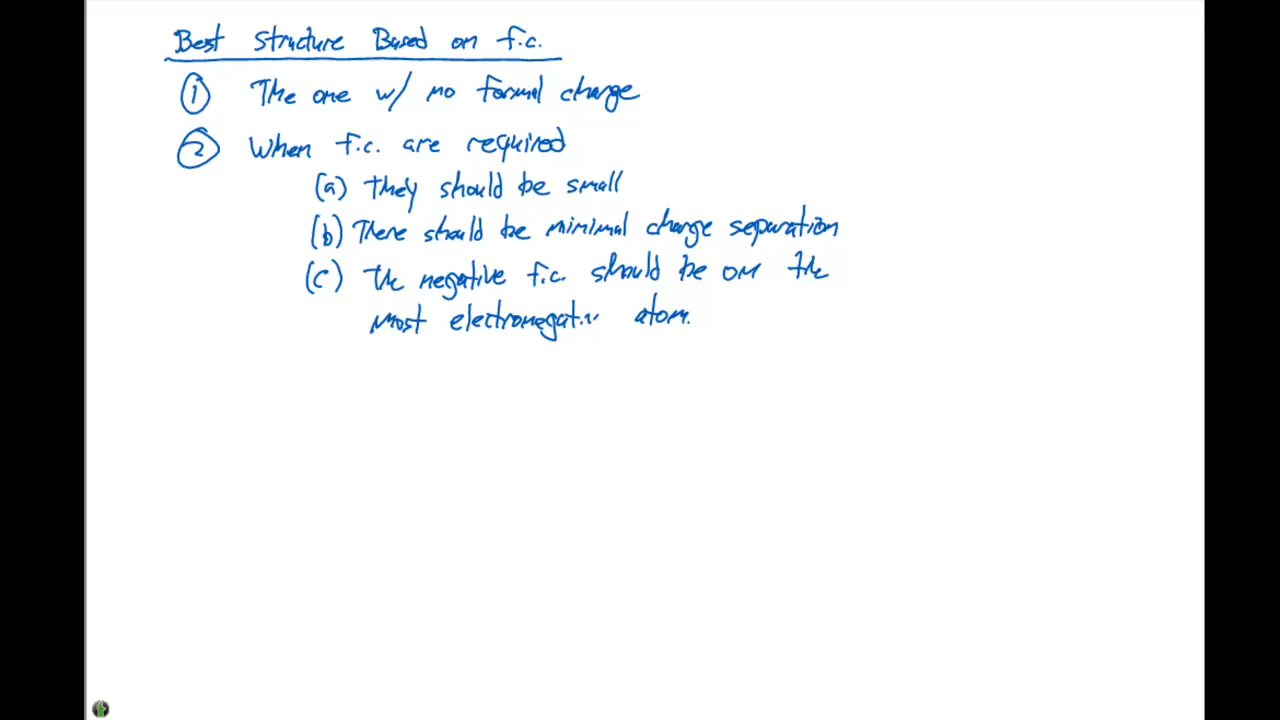 Best Structure Based on f.c.
① The one w/ no formal charge
② When f.c. are required
(a) They should be small
(b) There should be minimal charge separation
(c) The negative f.c. should be on the
most electronegative atom.